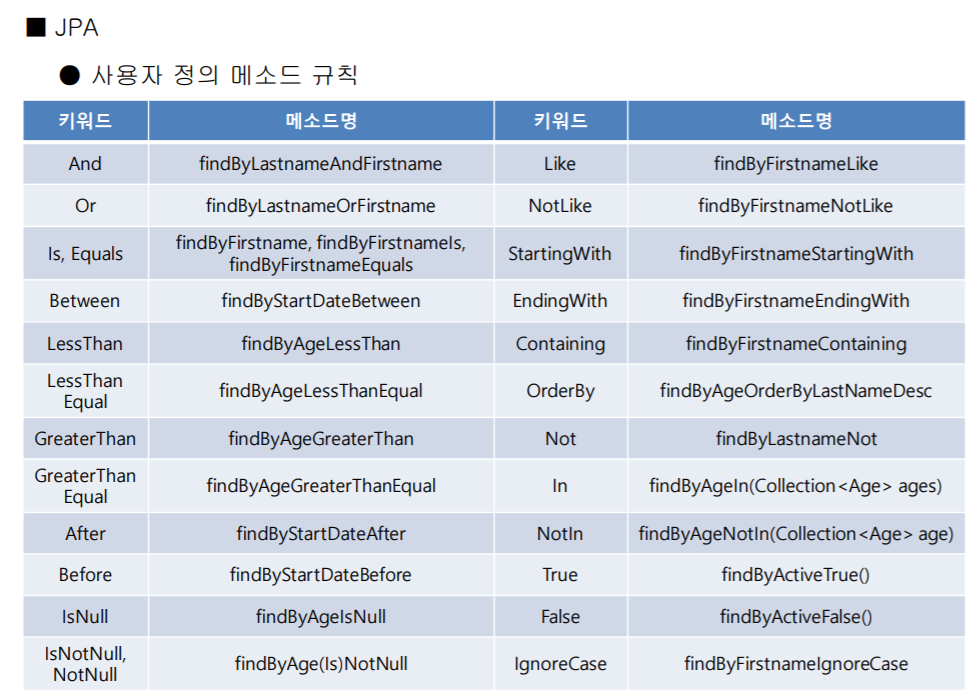 ■ JPA
● 사용자 정의 메소드 규칙
키워드 메소드명 키워드 메소드명
And findByLastnameAndFirstname Like findByFirstnameLike
Or findByLastnameOrFirstname NotLike findByFirstnameNotLike
Is, Equals findByFirstname, findByFirstnameIs,
findByFirstnameEquals StartingWith findByFirstnameStartingWith
Between findByStartDateBetween EndingWith findByFirstnameEndingWith
LessThan findByAgeLessThan Containing findByFirstnameContaining
LessThan
Equal findByAgeLessThanEqual OrderBy findByAgeOrderByLastNameDesc
GreaterThan findByAgeGreaterThan Not findByLastnameNot
GreaterThan
Equal findByAgeGreaterThanEqual In findByAgeIn(Collection<Age> ages)
After findByStartDateAfter NotIn findByAgeNotIn(Collection<Age> age)
Before findByStartDateBefore True findByActiveTrue()
IsNull findByAgeIsNull False findByActiveFalse()
IsNotNull,
NotNull findByAge(Is)NotNull IgnoreCase findByFirstnameIgnoreCase